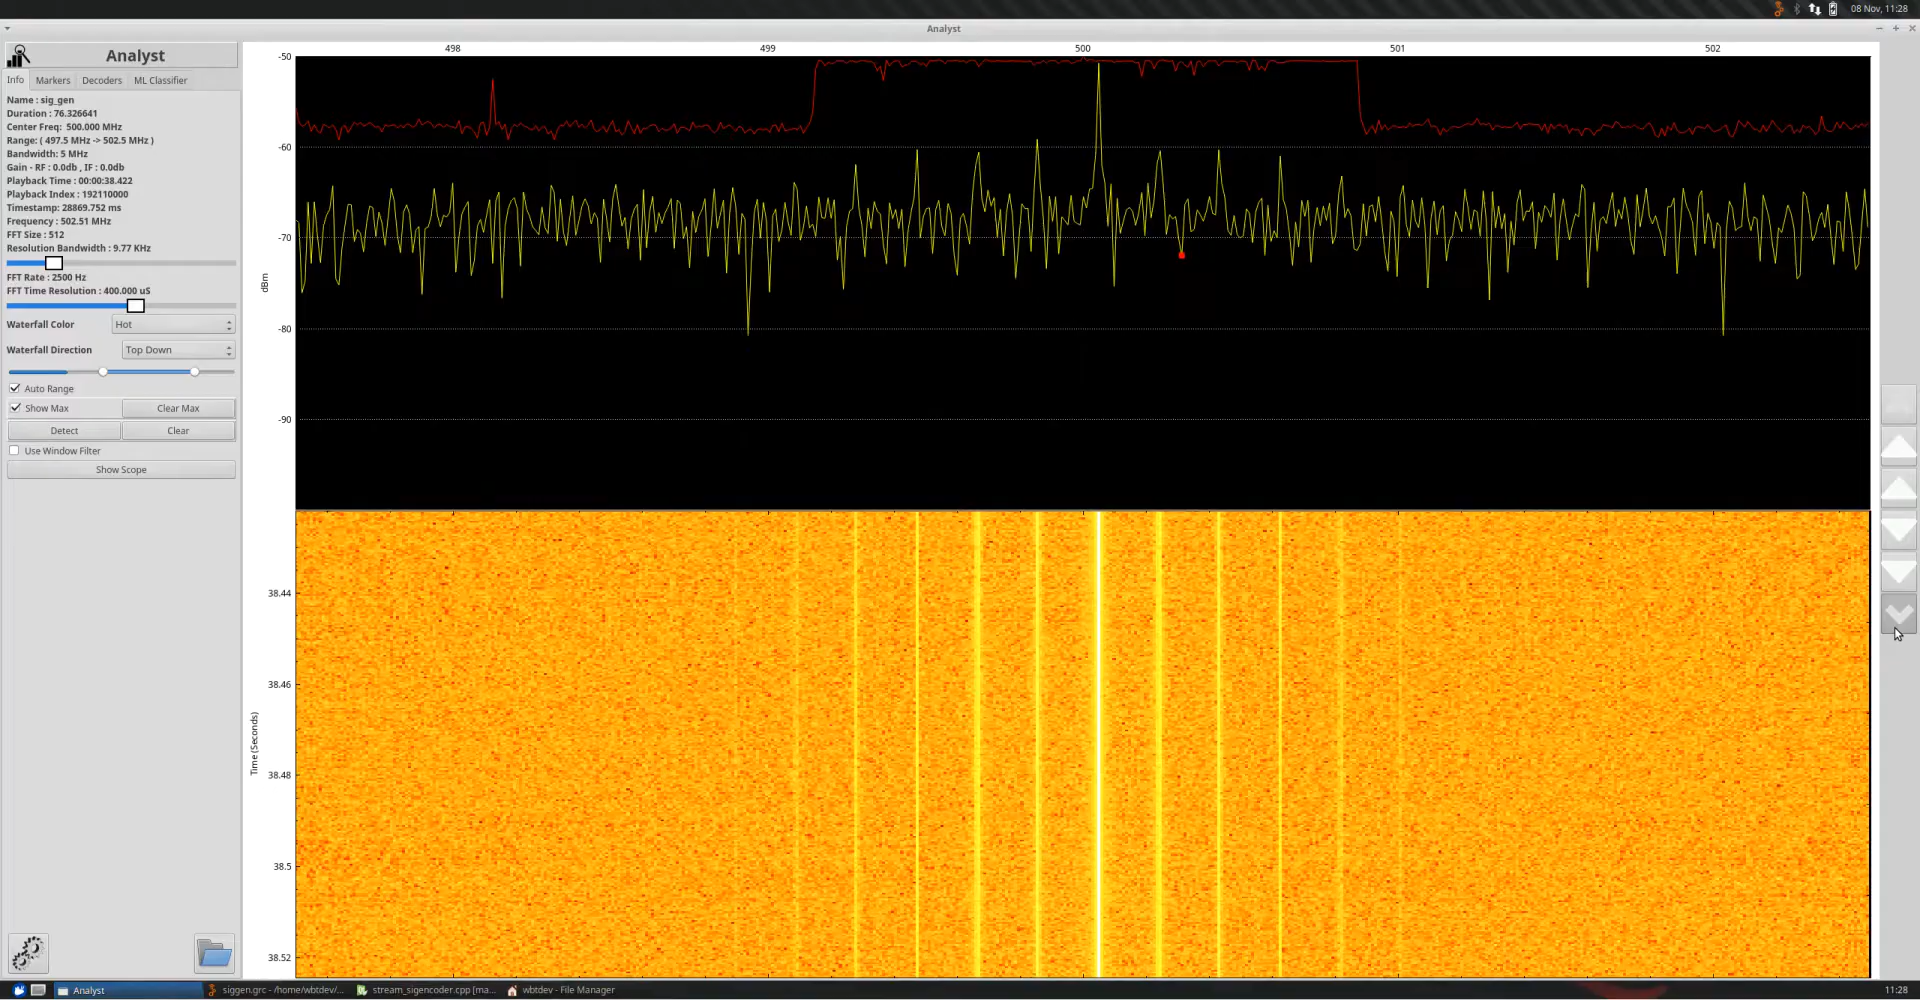 08 Nov, 11:28
Analyst
Analyst
Info Markers Decoders ML Classifier
Name : sig_gen
Duration : 76.326641
Center Freq: 500.000 MHz
Range: ( 497.5 MHz -> 502.5 MHz )
Bandwidth: 5 MHz
Gain - RF : 0.0db , IF : 0.0db
Playback Time : 00:00:38.422
Playback Index : 192110000
Timestamp: 28869.752 ms
Frequency : 502.51 MHz
FFT Size : 512
Resolution Bandwidth : 9.77 KHz
FFT Rate : 2500 Hz
FFT Time Resolution : 400.000 uS
Waterfall Color Hot
Waterfall Direction Top Down
Auto Range
Show Max Clear Max
Detect Clear
Use Window Filter
Show Scope
498 499 500 501 502
-50
-60
-70
-80
-90
dBm
38.44
38.46
38.48
38.5
38.52
Time (Seconds)
Analyst siggen.grc - /home/wbtdev/... stream_sigencoder.cpp [ma... wbtdev - File Manager 11:28